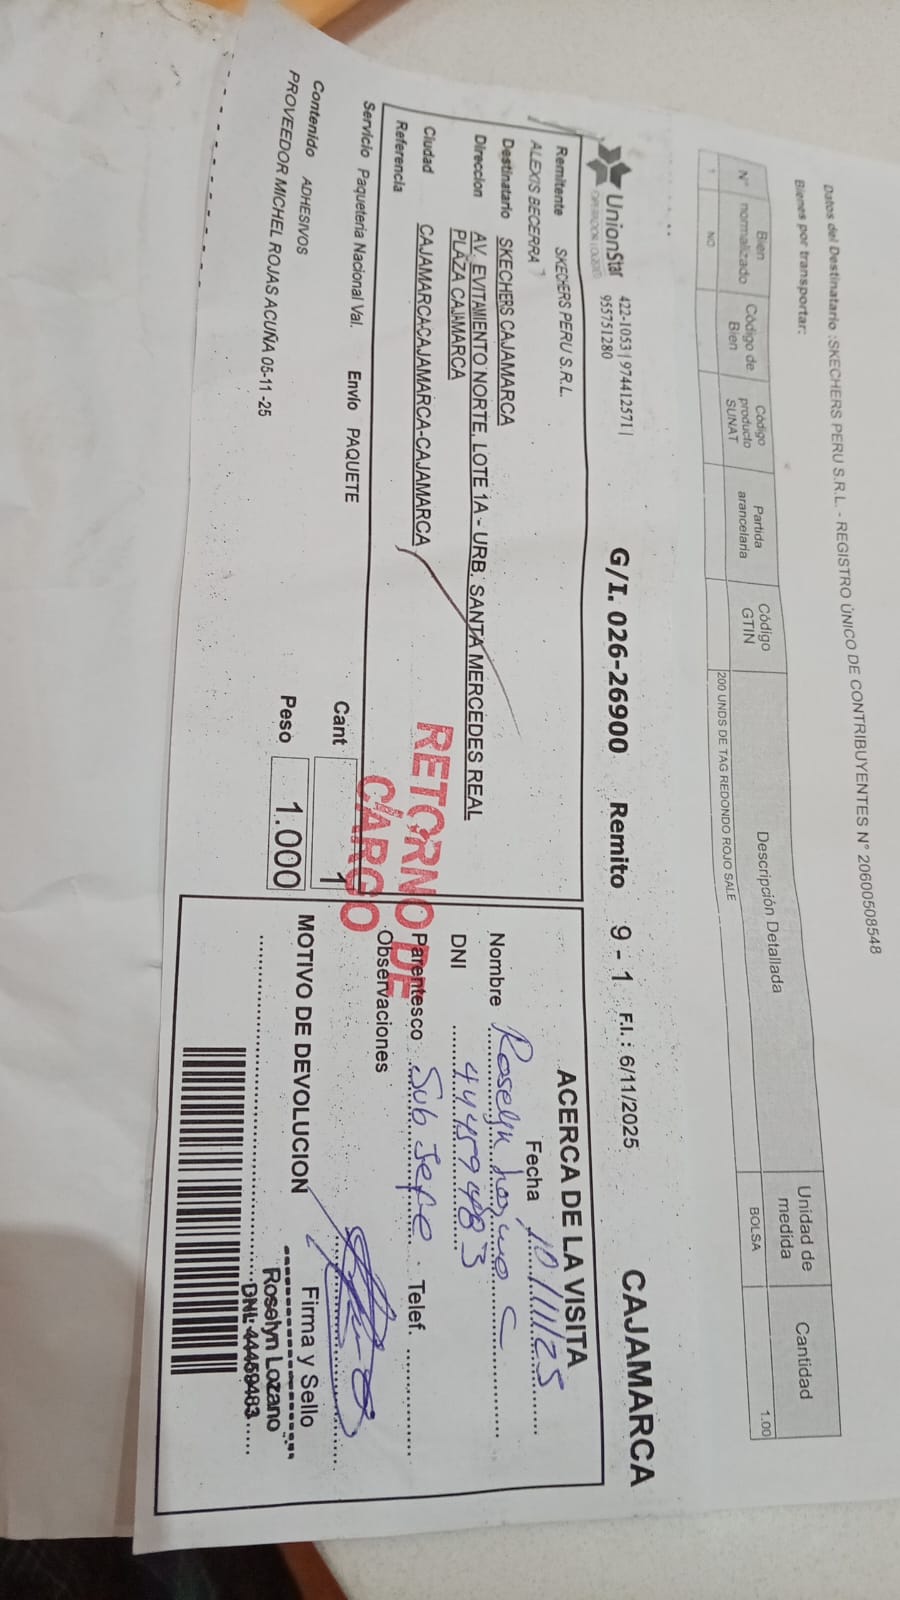 Datos del Destinatario :SKECHERS PERU S.R.L. - REGISTRO ÚNICO DE CONTRIBUYENTES N° 20600508548
Bienes por transportar:
N° Bien normalizado Código de Bien Código producto SUNAT Partida arancelaria Código GTIN Descripción Detallada Unidad de medida Cantidad
1 NO 200 UNDS DE TAG REDONDO ROJO SALE BOLSA 1.00
UnionStar 422-1053 | 974412571 | G/I. 026-26900 Remito 9 - 1 F.I.: 6/11/2025 CAJAMARCA
955751280
Remitente SKECHERS PERU S.R.L.
ALEXIS BECERRA
Destinatario SKECHERS CAJAMARCA
Direccion AV. EVITAMIENTO NORTE. LOTE 1A - URB. SANTA MERCEDES REAL
PLAZA CAJAMARCA
Ciudad CAJAMARCACAJAMARCA-CAJAMARCA
Referencia
Servicio Paqueteria Nacional Val. Envío PAQUETE Cant 1
Contenido ADHESIVOS Peso 1.000
PROVEEDOR MICHEL ROJAS ACUÑA 05-11 -25
RETORNO DE
CARGO
ACERCA DE LA VISITA
Fecha 10/11/25
Nombre Roselyn
DNI 44459483
Parentesco Sub Jefe Telef.
Observaciones
MOTIVO DE DEVOLUCION Firma y Sello
Roselyn Lozano
DNI: 44459483